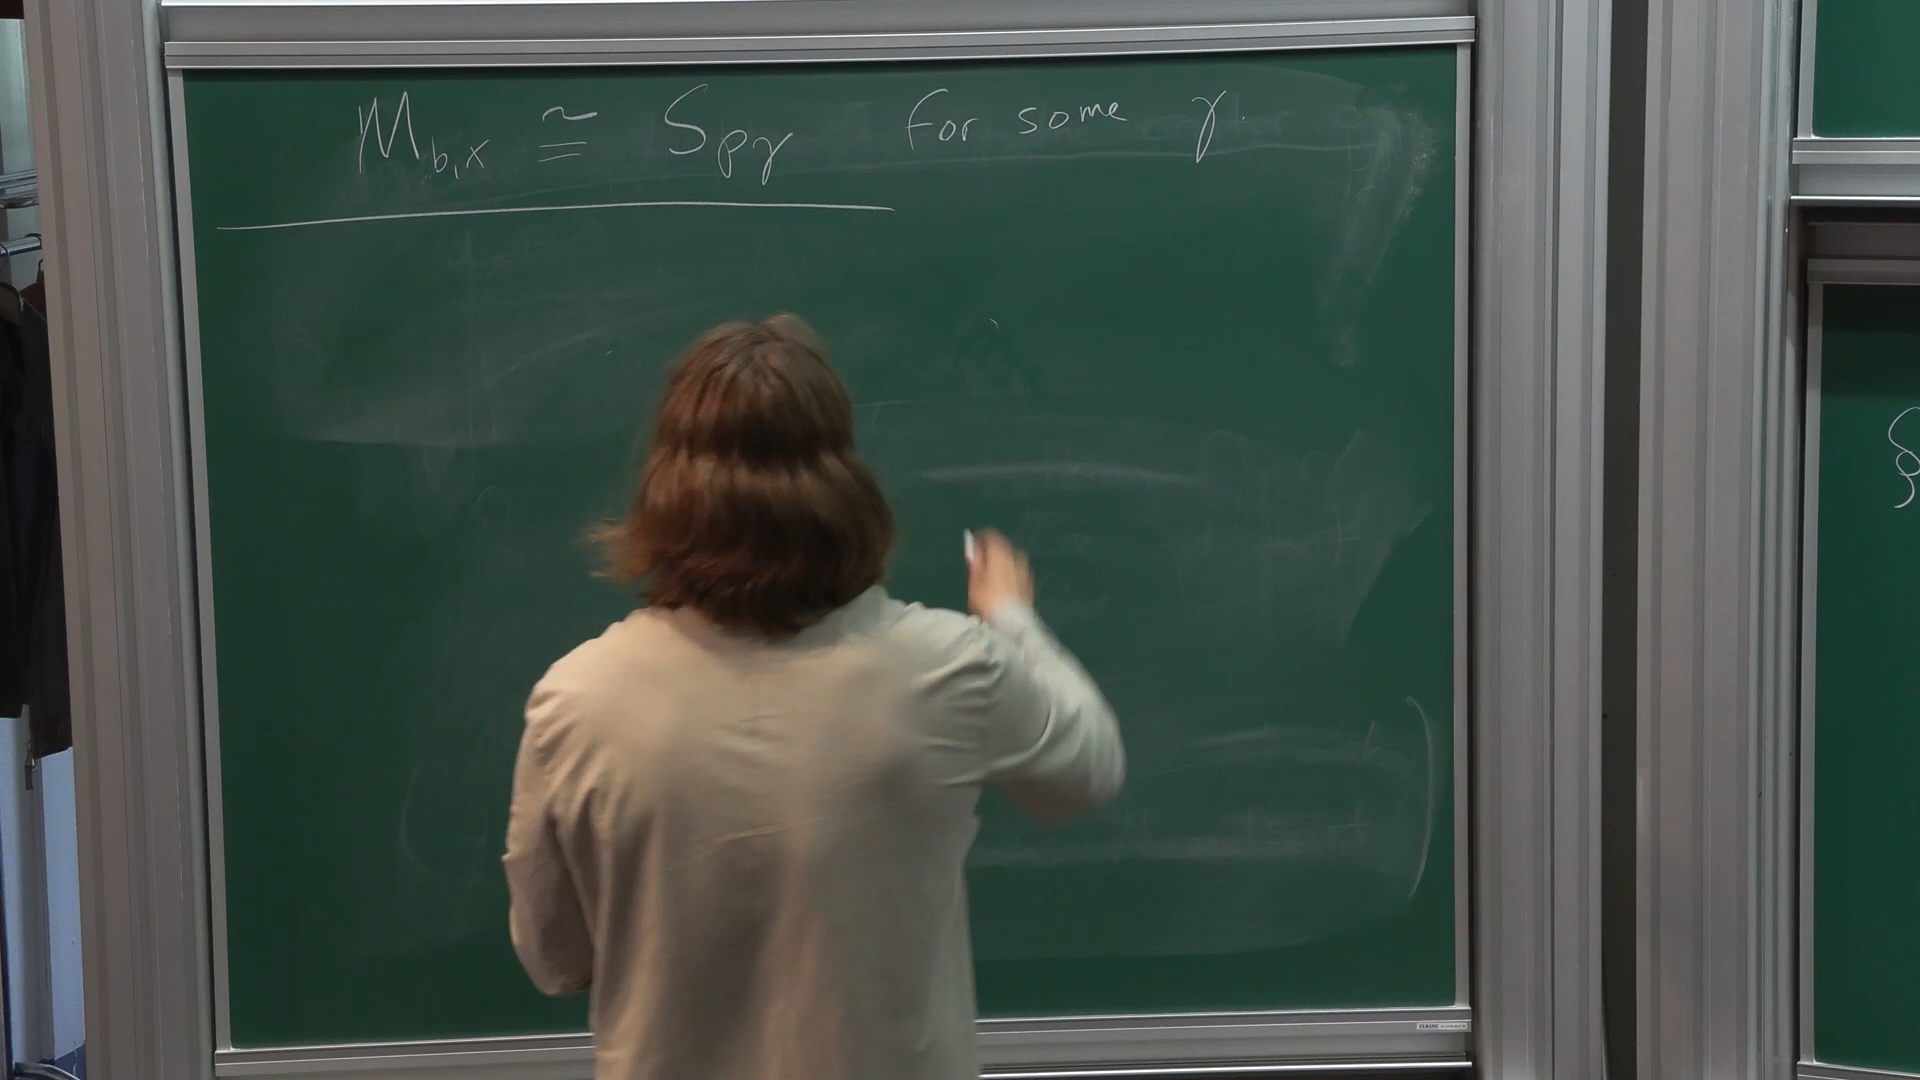 M_{b,x} ≅ S_{pγ} for some γ.
§